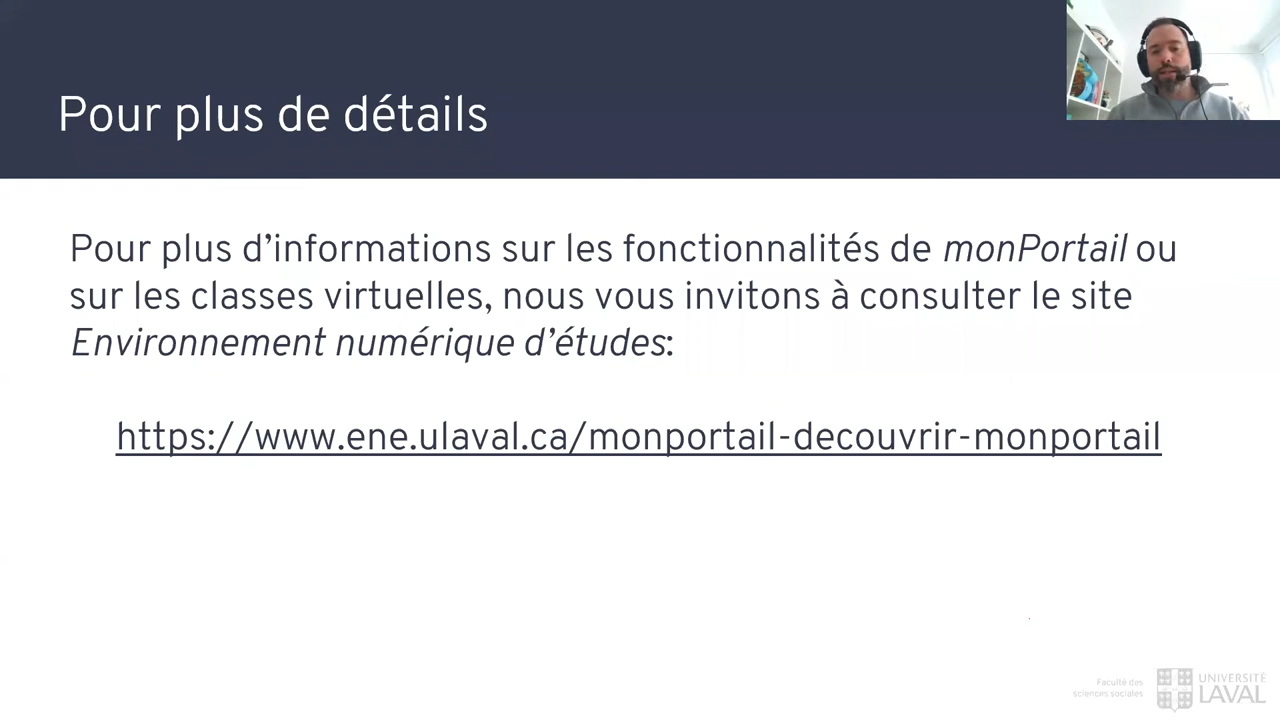 Pour plus de détails
Pour plus d’informations sur les fonctionnalités de monPortail ou
sur les classes virtuelles, nous vous invitons à consulter le site
Environnement numérique d’études:
https://www.ene.ulaval.ca/monportail-decouvrir-monportail
Faculté des
sciences sociales
UNIVERSITÉ
LAVAL